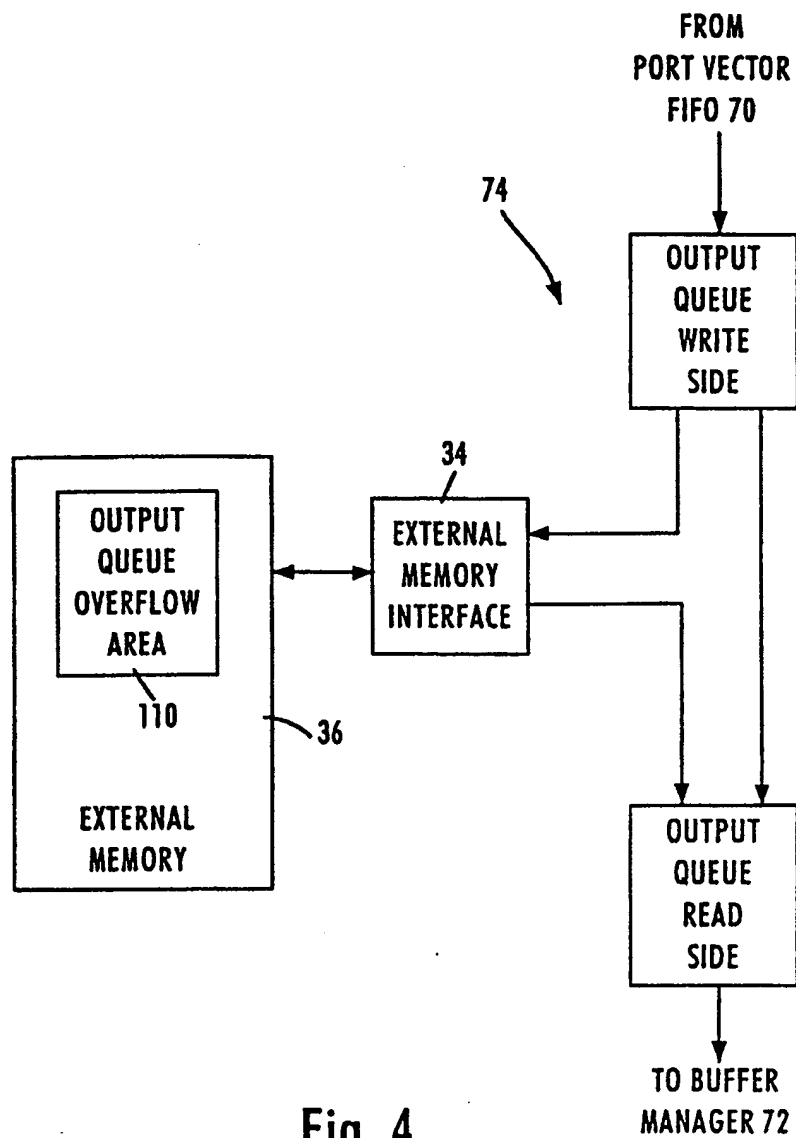 FROM
PORT VECTOR
FIFO 70
74
OUTPUT
QUEUE
WRITE
SIDE
34
EXTERNAL
MEMORY
INTERFACE
OUTPUT
QUEUE
OVERFLOW
AREA
110
36
EXTERNAL
MEMORY
OUTPUT
QUEUE
READ
SIDE
TO BUFFER
MANAGER 72
Fig. 4